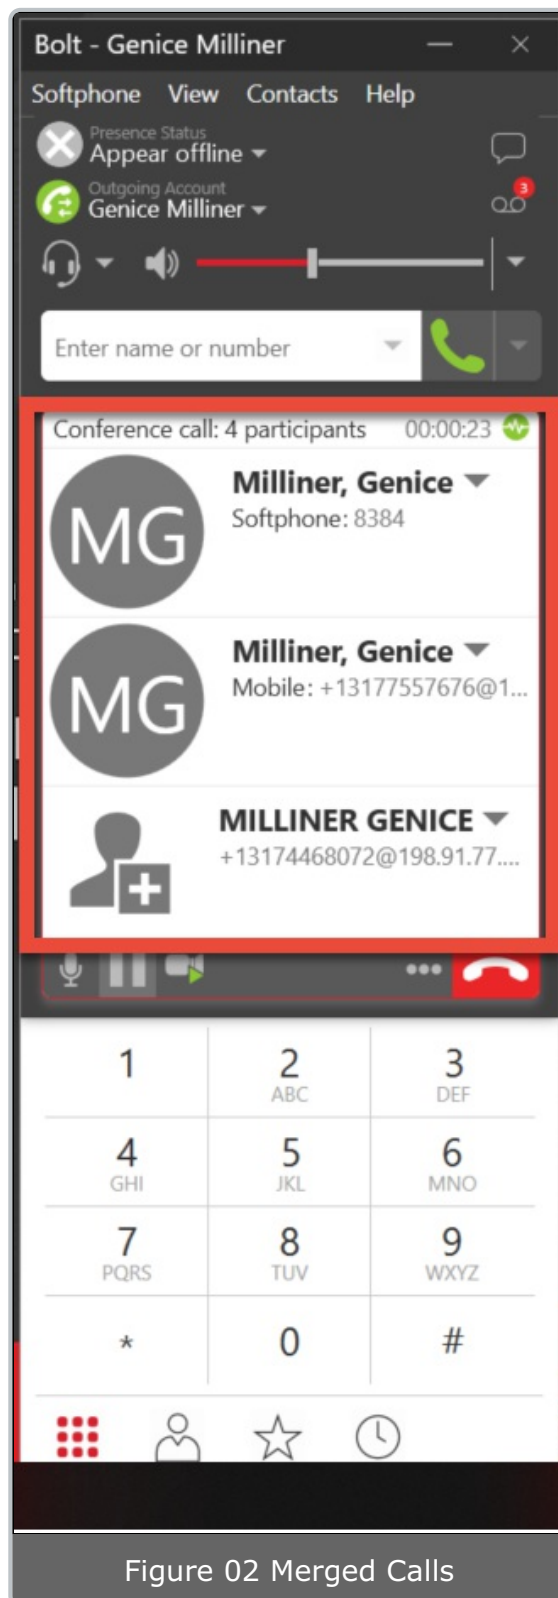 Bolt - Genice Milliner
Softphone View Contacts Help
Presence Status
Appear offline
Outgoing Account
Genice Milliner
3
Enter name or number
Conference call: 4 participants 00:00:23
MG
Milliner, Genice
Softphone: 8384
MG
Milliner, Genice
Mobile: +13177557676@1...
MILLINER GENICE
+13174468072@198.91.77....
1 2 3
ABC DEF
4 5 6
GHI JKL MNO
7 8 9
PQRS TUV WXYZ
* 0 #
Figure 02 Merged Calls